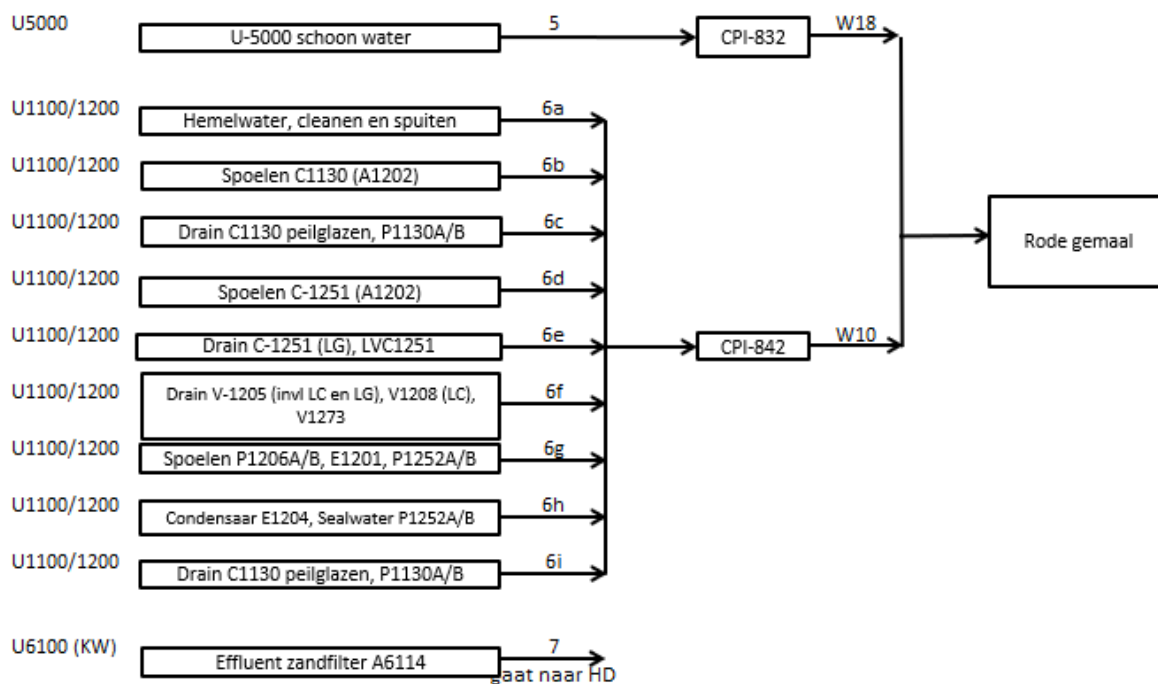 U5000
U-5000 schoon water
5
CPI-832
W18
U1100/1200
Hemelwater, cleanen en spuiten
6a
U1100/1200
Spoelen C1130 (A1202)
6b
U1100/1200
Drain C1130 peilglazen, P1130A/B
6c
Rode gemaal
U1100/1200
Spoelen C-1251 (A1202)
6d
U1100/1200
Drain C-1251 (LG), LVC1251
6e
CPI-842
W10
U1100/1200
Drain V-1205 (invl LC en LG), V1208 (LC),
V1273
6f
U1100/1200
Spoelen P1206A/B, E1201, P1252A/B
6g
U1100/1200
Condensaar E1204, Sealwater P1252A/B
6h
U1100/1200
Drain C1130 peilglazen, P1130A/B
6i
U6100 (KW)
Effluent zandfilter A6114
7
gaat naar HD